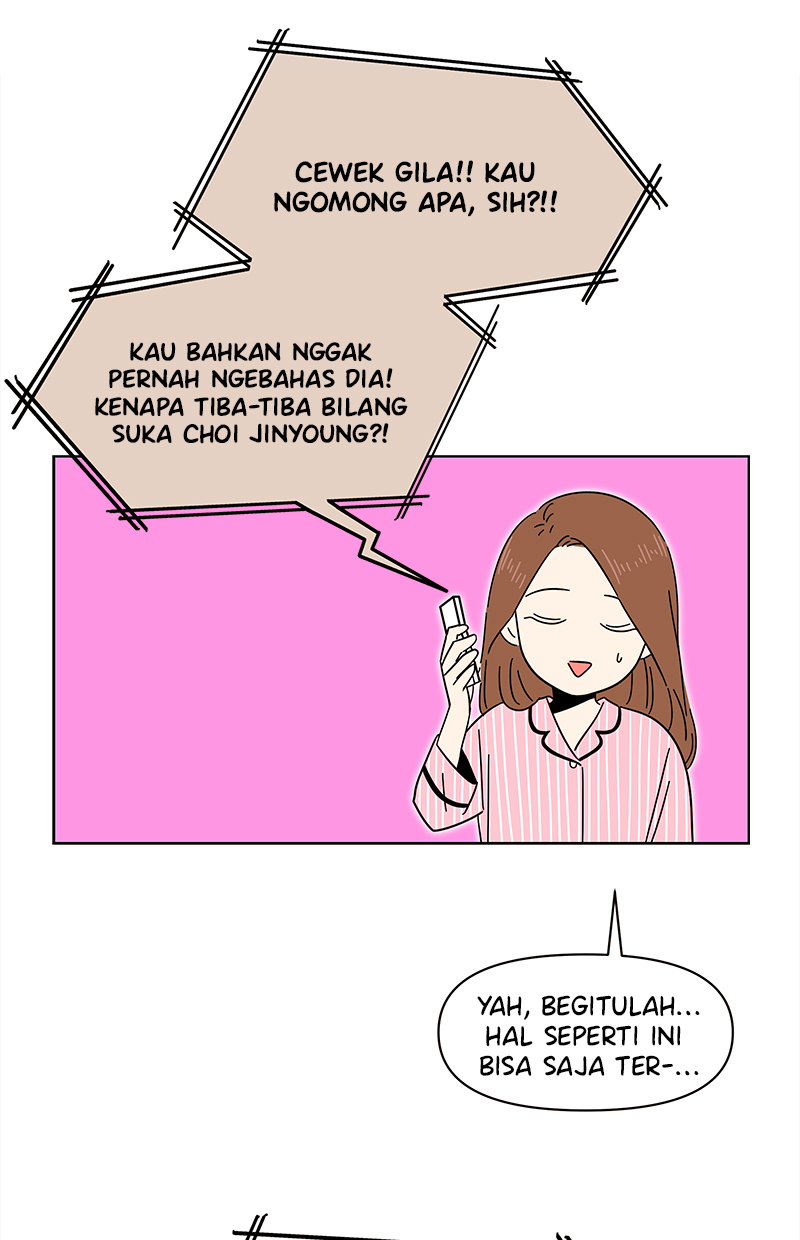 CEWEK GILA!! KAU
NGOMONG APA, SIH?!!
KAU BAHKAN NGGAK
PERNAH NGEBAHAS DIA!
KENAPA TIBA-TIBA BILANG
SUKA CHOI JINYOUNG?!
YAH, BEGITULAH...
HAL SEPERTI INI
BISA SAJA TER-...